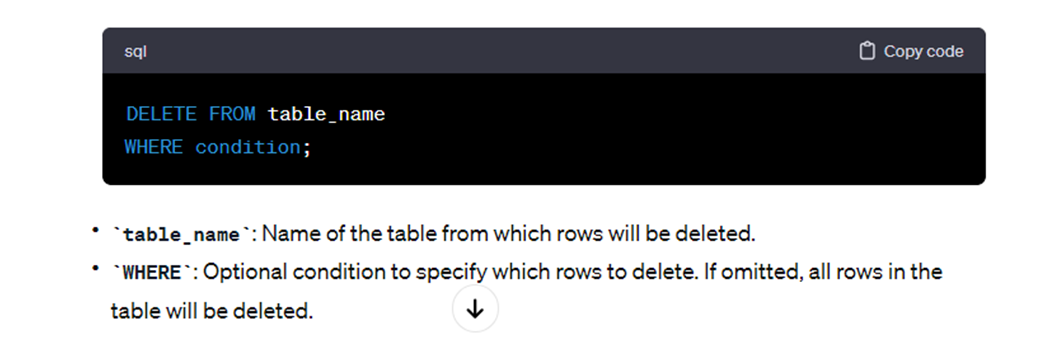 sql Copy code
DELETE FROM table_name
WHERE condition;
• `table_name`: Name of the table from which rows will be deleted.
• `WHERE`: Optional condition to specify which rows to delete. If omitted, all rows in the
table will be deleted.